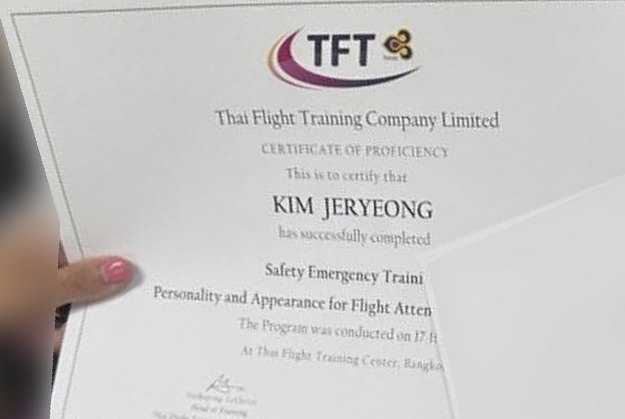 TFT
Thai Flight Training Company Limited
CERTIFICATE OF PROFICIENCY
This is to certify that
KIM JERYEONG
has successfully completed
Safety Emergency Traini
Personality and Appearance for Flight Atten
The Program was conducted on 17
At Thai Flight Training Center, Bangko
Head of Training